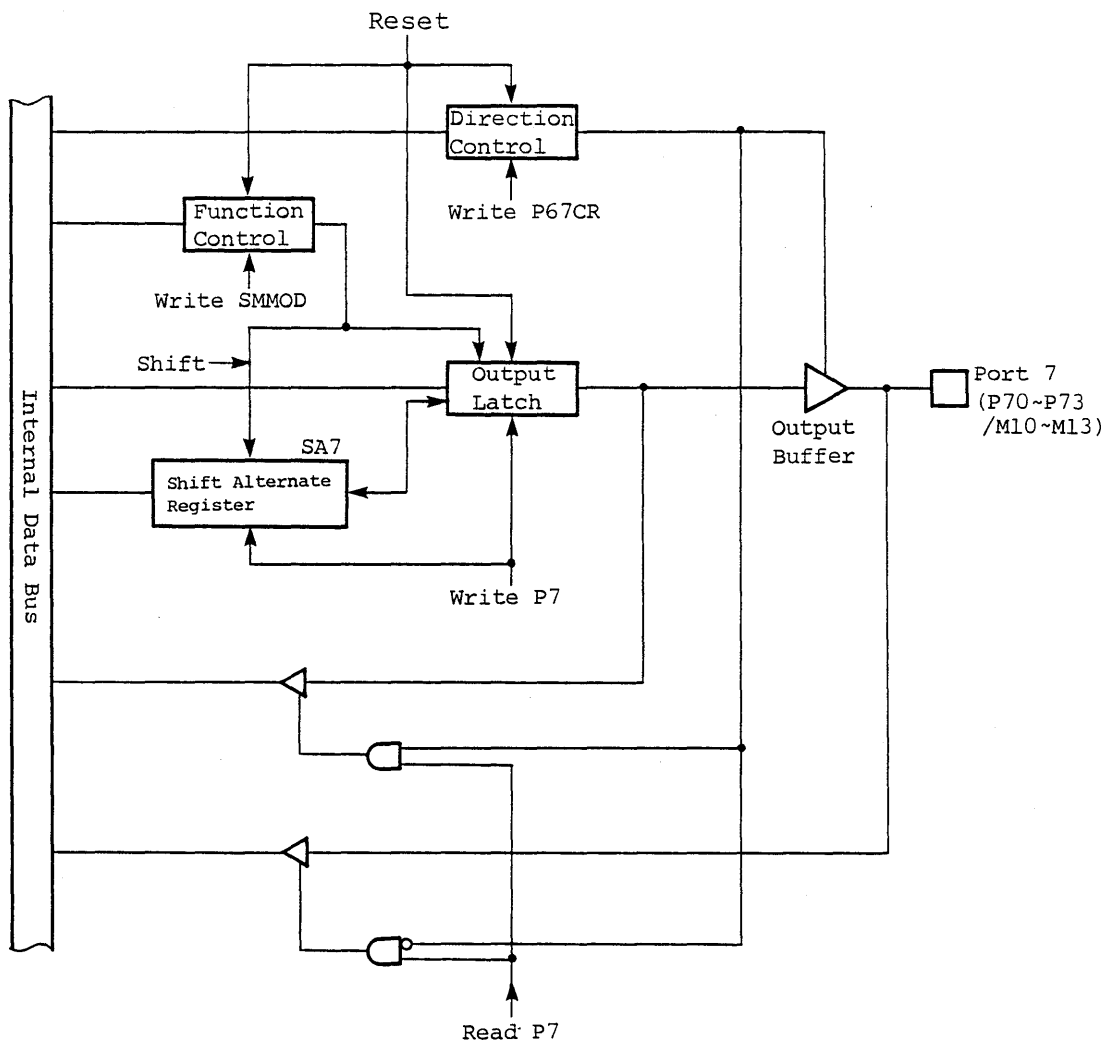 Reset
Direction
Control
Write P67CR
Function
Control
Write SMMOD
Shift
Output
Latch
Port 7
(P70~P73
/M10~M13)
Output
Buffer
SA7
Shift Alternate
Register
Write P7
Internal Data Bus
Read P7